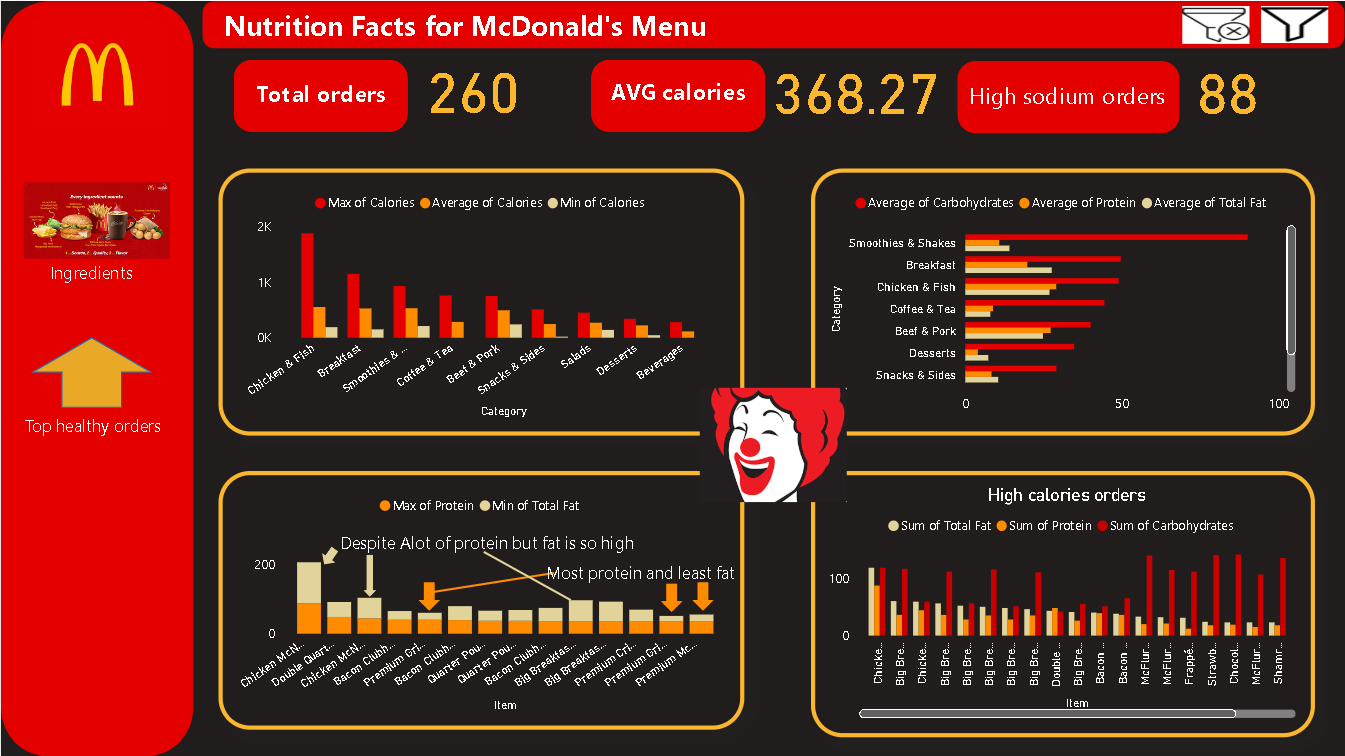 Nutrition Facts for McDonald's Menu
Total orders
260
AVG calories
368.27
High sodium orders
88
Every ingredient counts
Ingredients
Top healthy orders
Max of Calories Average of Calories Min of Calories
2K
1K
0K
Chicken & Fish
Breakfast
Smoothies & ...
Coffee & Tea
Beef & Pork
Snacks & Sides
Salads
Desserts
Beverages
Category
Average of Carbohydrates Average of Protein Average of Total Fat
Category
Smoothies & Shakes
Breakfast
Chicken & Fish
Coffee & Tea
Beef & Pork
Desserts
Snacks & Sides
0 50 100
Max of Protein Min of Total Fat
Despite Alot of protein but fat is so high
Most protein and least fat
200
0
Chicken McN...
Double Quart...
Chicken McN...
Bacon Clubh...
Premium Grl...
Bacon Clubh...
Quarter Pou...
Quarter Pou...
Bacon Clubh...
Big Breakfas...
Big Breakfas...
Premium Crl...
Premium Grl...
Premium Mc...
Item
High calories orders
Sum of Total Fat Sum of Protein Sum of Carbohydrates
100
0
Chicke...
Big Bre...
Chicke...
Big Bre...
Big Bre...
Big Bre...
Big Bre...
Big Bre...
Double ...
Big Bre...
Bacon ...
Bacon ...
McFlur...
McFlur...
Frappé...
Strawb...
Chocol...
McFlur...
Shamr...
Item